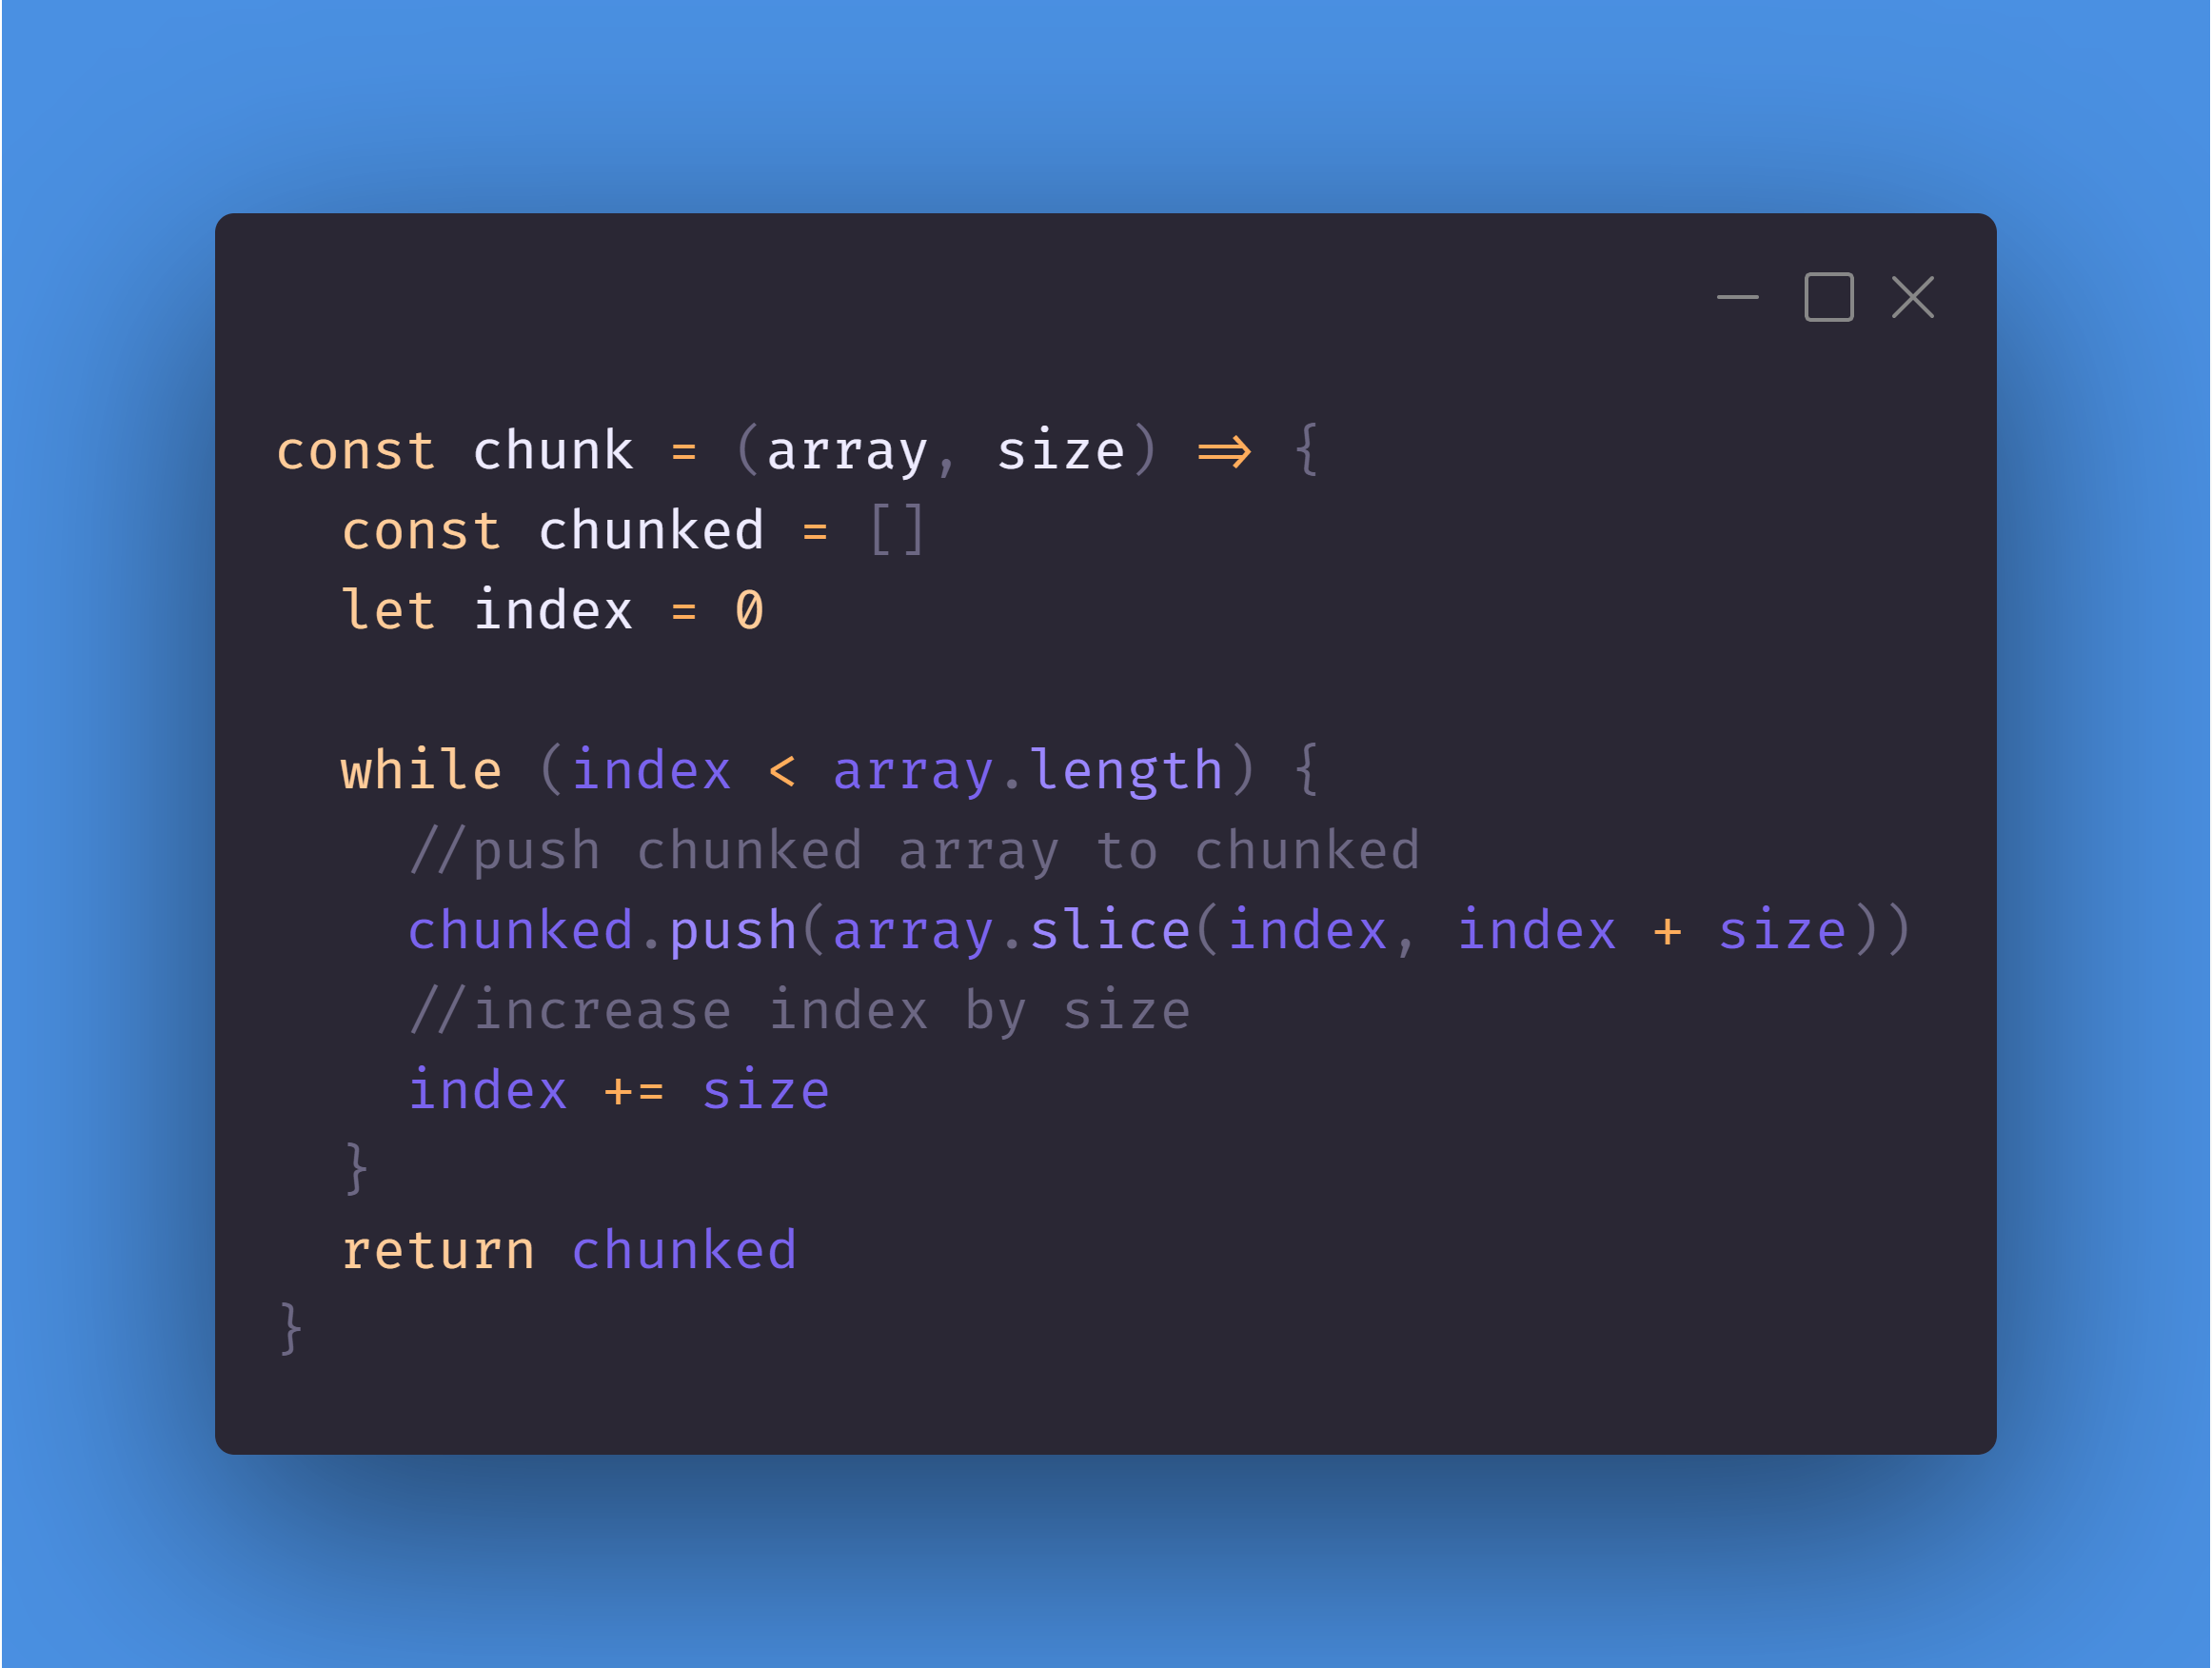 const chunk = (array, size) => {
  const chunked = []
  let index = 0

  while (index < array.length) {
    //push chunked array to chunked
    chunked.push(array.slice(index, index + size))
    //increase index by size
    index += size
  }
  return chunked
}